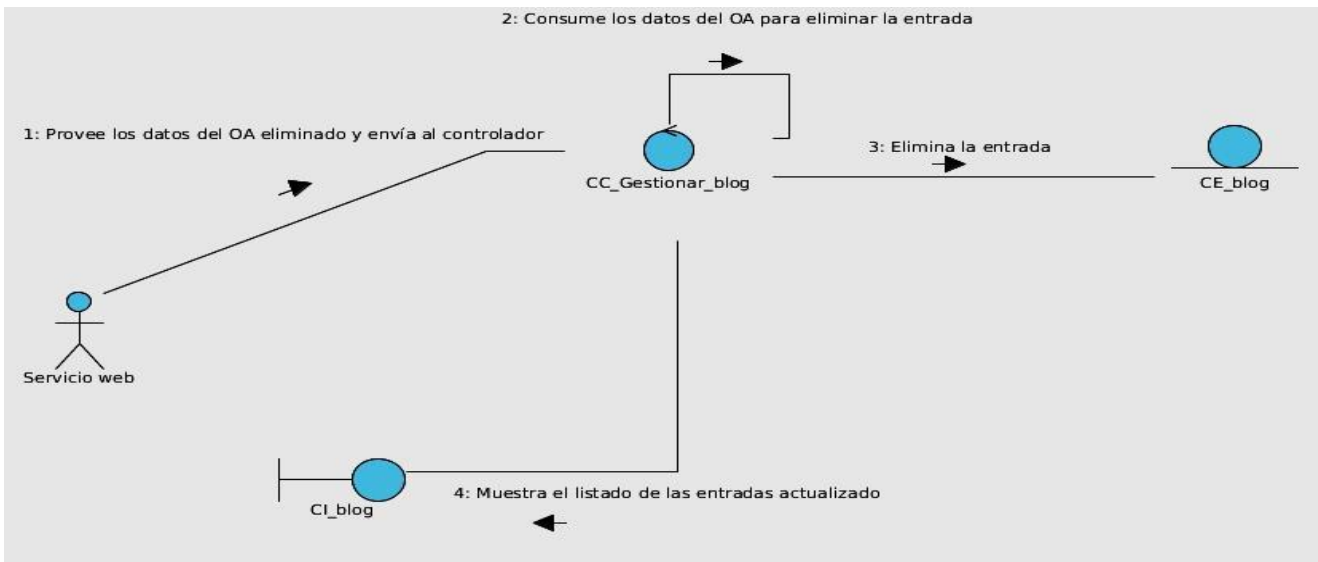 2: Consume los datos del OA para eliminar la entrada
1: Provee los datos del OA eliminado y envía al controlador
3: Elimina la entrada
CC_Gestionar_blog
CE_blog
Servicio web
4: Muestra el listado de las entradas actualizado
CI_blog